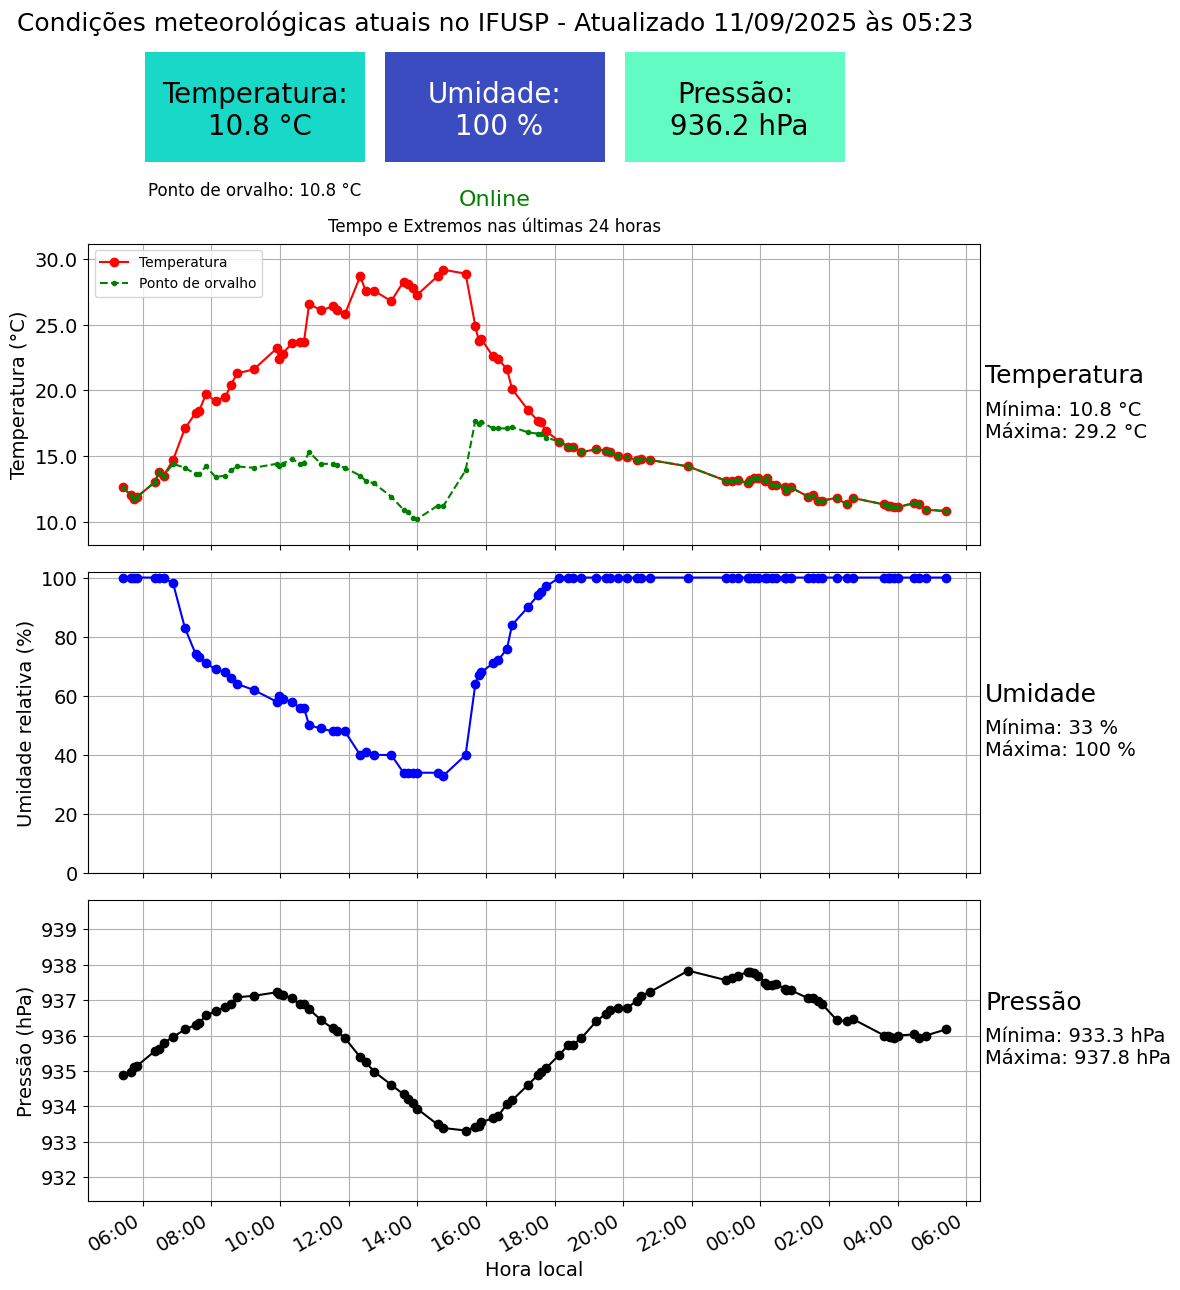 Condições meteorológicas atuais no IFUSP - Atualizado 11/09/2025 às 05:23
Temperatura:
10.8 °C
Umidade:
100 %
Pressão:
936.2 hPa
Ponto de orvalho: 10.8 °C
Online
Tempo e Extremos nas últimas 24 horas
Temperatura (°C)
30.0
25.0
20.0
15.0
10.0
Temperatura
Ponto de orvalho
Temperatura
Mínima: 10.8 °C
Máxima: 29.2 °C
Umidade relativa (%)
100
80
60
40
20
0
Umidade
Mínima: 33 %
Máxima: 100 %
Pressão (hPa)
939
938
937
936
935
934
933
932
Pressão
Mínima: 933.3 hPa
Máxima: 937.8 hPa
06:00
08:00
10:00
12:00
14:00
16:00
18:00
20:00
22:00
00:00
02:00
04:00
06:00
Hora local